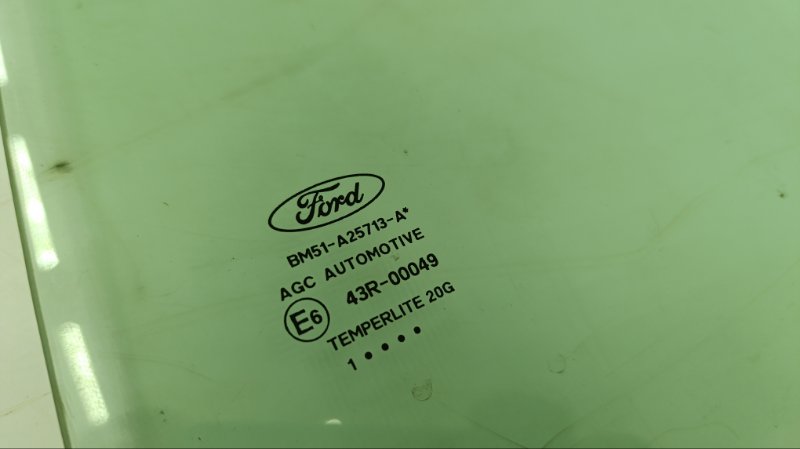 Ford
BM51-A25713-A*
AGC AUTOMOTIVE
E6 43R-00049
TEMPERLITE 20G
1 • • • •